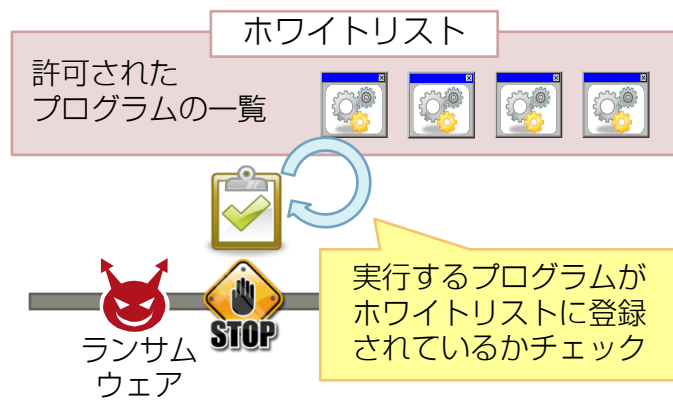 ホワイトリスト
許可された
プログラムの一覧
実行するプログラムが
ホワイトリストに登録
されているかチェック
STOP
ランサム
ウェア